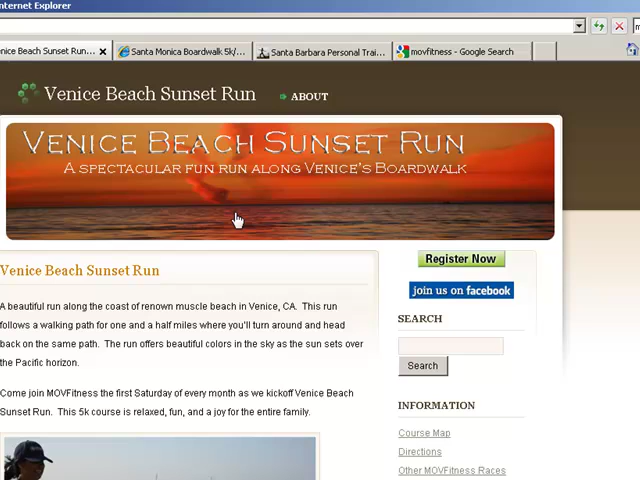 nternet Explorer
enice Beach Sunset Run...
Santa Monica Boardwalk 5k/...
Santa Barbara Personal Trai...
movfitness - Google Search
Venice Beach Sunset Run
ABOUT
Venice Beach Sunset Run
A spectacular fun run along Venice's Boardwalk
Venice Beach Sunset Run
A beautiful run along the coast of renown muscle beach in Venice, CA. This run
follows a walking path for one and a half miles where you'll turn around and head
back on the same path. The run offers beautiful colors in the sky as the sun sets over
the Pacific horizon.
Come join MOVFitness the first Saturday of every month as we kickoff Venice Beach
Sunset Run. This 5k course is relaxed, fun, and a joy for the entire family.
Register Now
join us on facebook
SEARCH
Search
INFORMATION
Course Map
Directions
Other MOVFitness Races